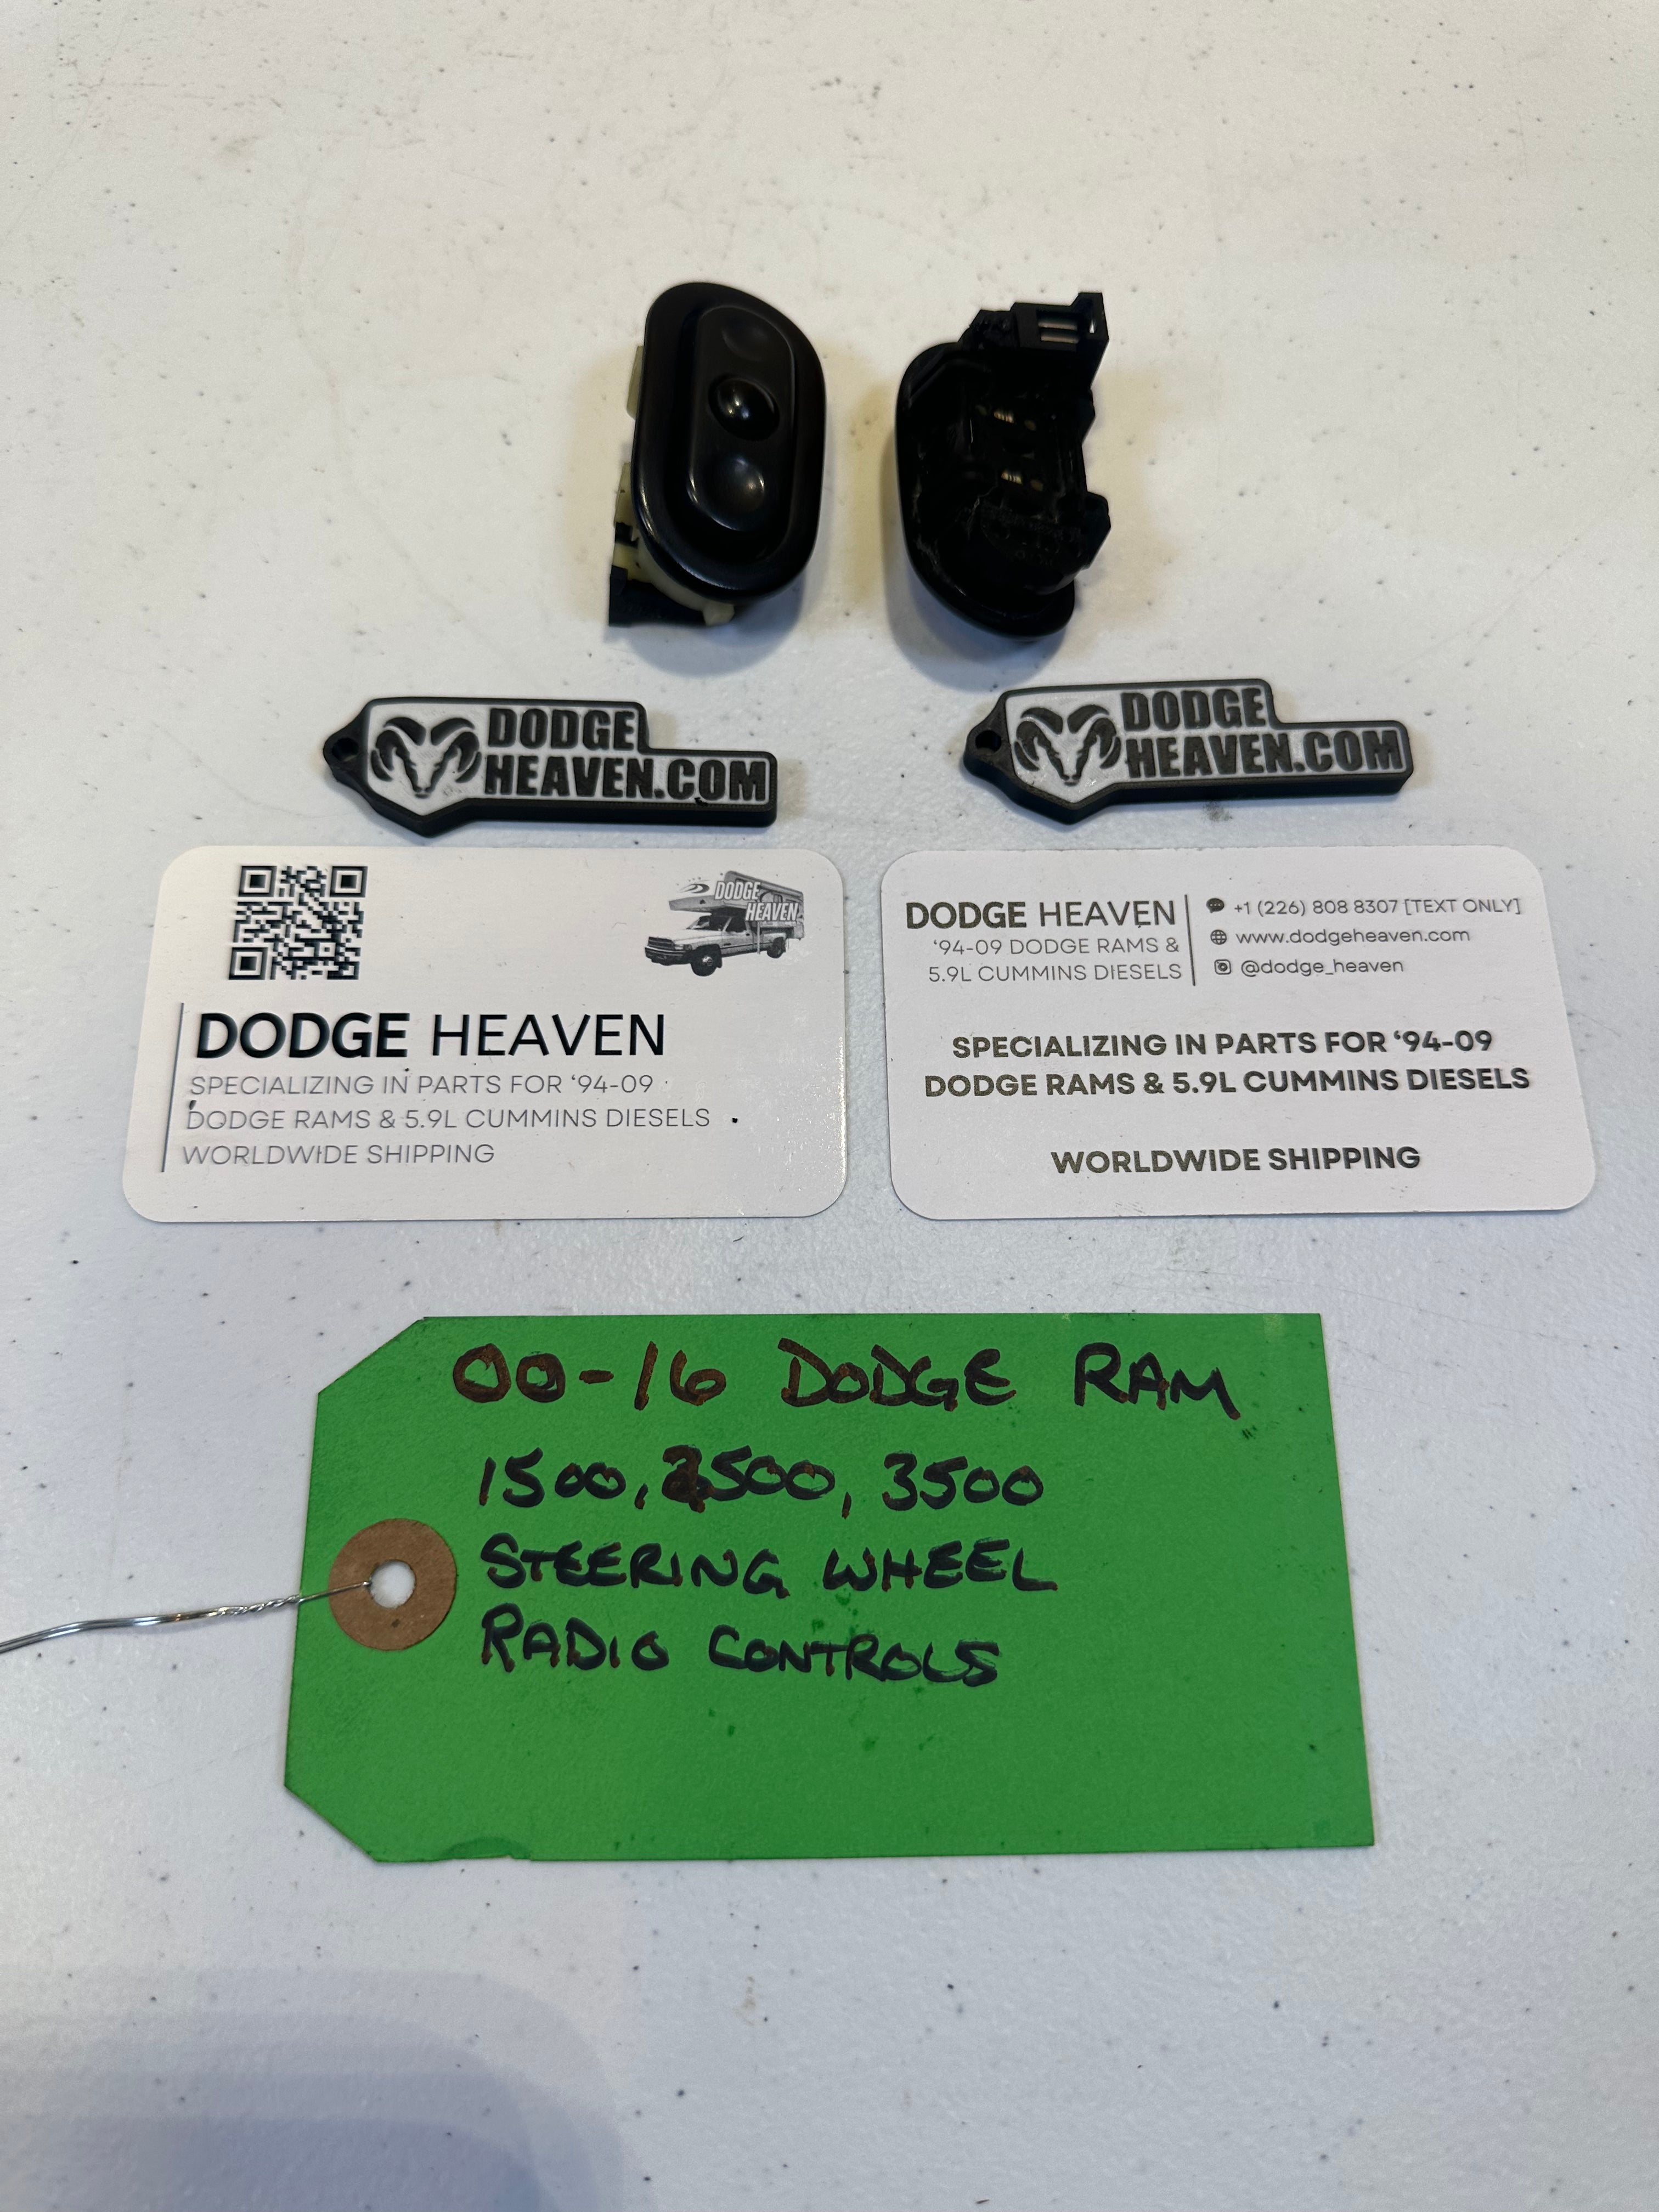 DODGE
HEAVEN.COM
DODGE
HEAVEN.COM
DODGE
HEAVEN
DODGE HEAVEN
SPECIALIZING IN PARTS FOR ‘94-09
DODGE RAMS & 5.9L CUMMINS DIESELS
WORLDWIDE SHIPPING
DODGE HEAVEN
‘94-09 DODGE RAMS &
5.9L CUMMINS DIESELS
+1 (226) 808 8307 [TEXT ONLY]
www.dodgeheaven.com
@dodge_heaven
SPECIALIZING IN PARTS FOR ‘94-09
DODGE RAMS & 5.9L CUMMINS DIESELS
WORLDWIDE SHIPPING
00-16 DODGE RAM
1500, 2500, 3500
STEERING WHEEL
RADIO CONTROLS